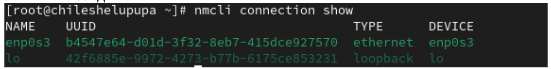 [root@chileshelupupa ~]# nmcli connection show
NAME UUID TYPE DEVICE
enp0s3 b4547e64-d01d-3f32-8eb7-415dce927570 ethernet enp0s3
lo 42f6885e-9972-4273-b77b-6175ce853231 loopback lo